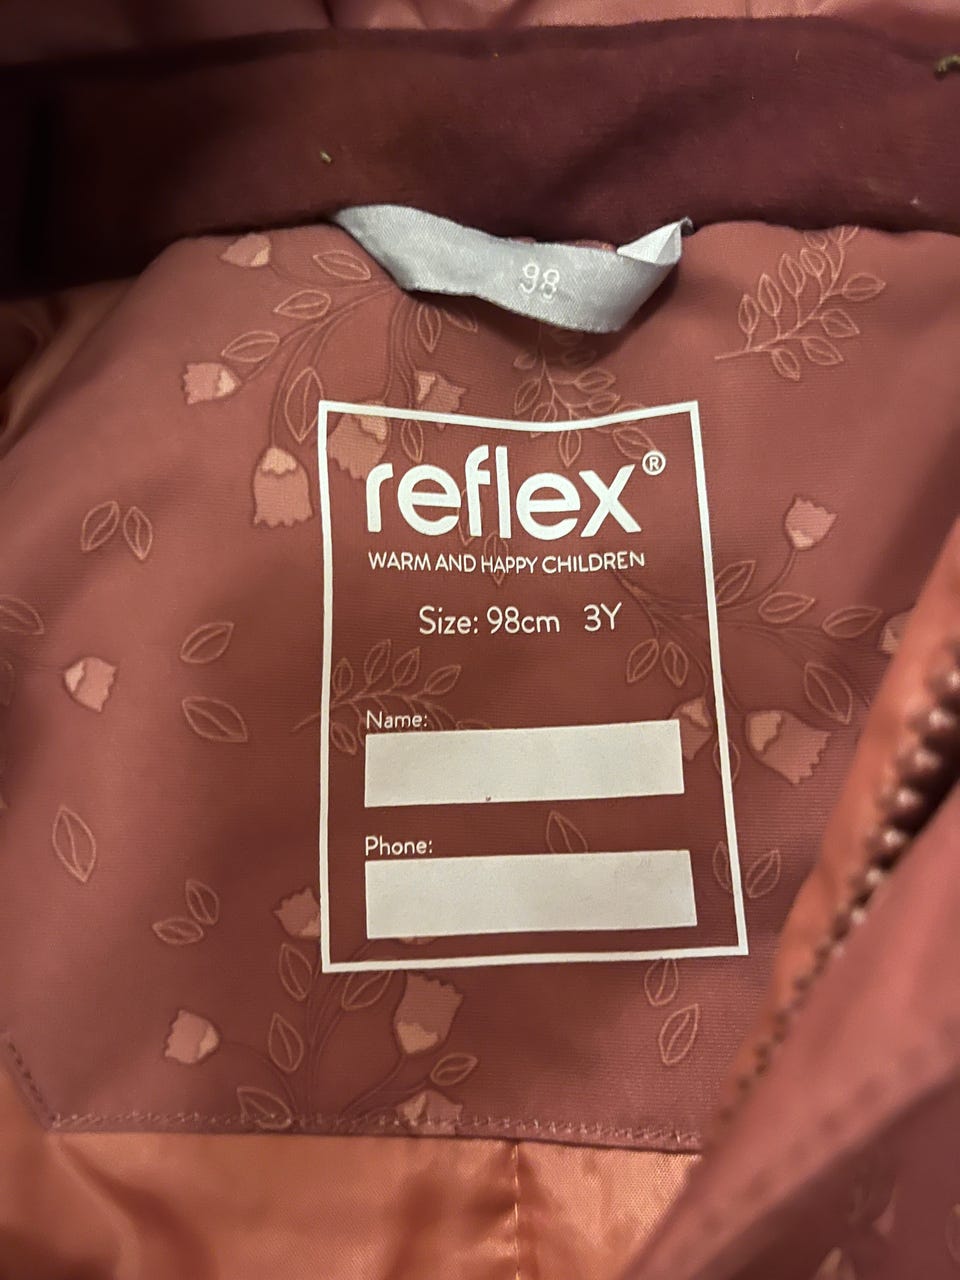 98
reflex®
WARM AND HAPPY CHILDREN
Size: 98cm 3Y
Name:
Phone: